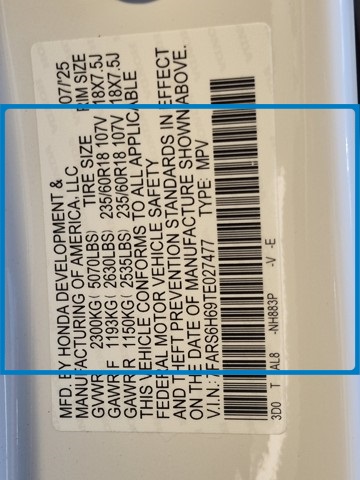 MFD. BY HONDA DEVELOPMENT & 07/'25
MANUFACTURING OF AMERICA, LLC
TIRE SIZE RIM SIZE
GVWR 2300KG( 5070LBS)
GAWR F 1193KG( 2630LBS) 235/60R18 107V 18X7.5J
GAWR R 1150KG( 2535LBS) 235/60R18 107V 18X7.5J
THIS VEHICLE CONFORMS TO ALL APPLICABLE
FEDERAL MOTOR VEHICLE SAFETY
AND THEFT PREVENTION STANDARDS IN EFFECT
ON THE DATE OF MANUFACTURE SHOWN ABOVE.
V.I.N.: 7FARS6H69TE027477 TYPE: MPV
3D0 T AL8 -NH883P -V -E